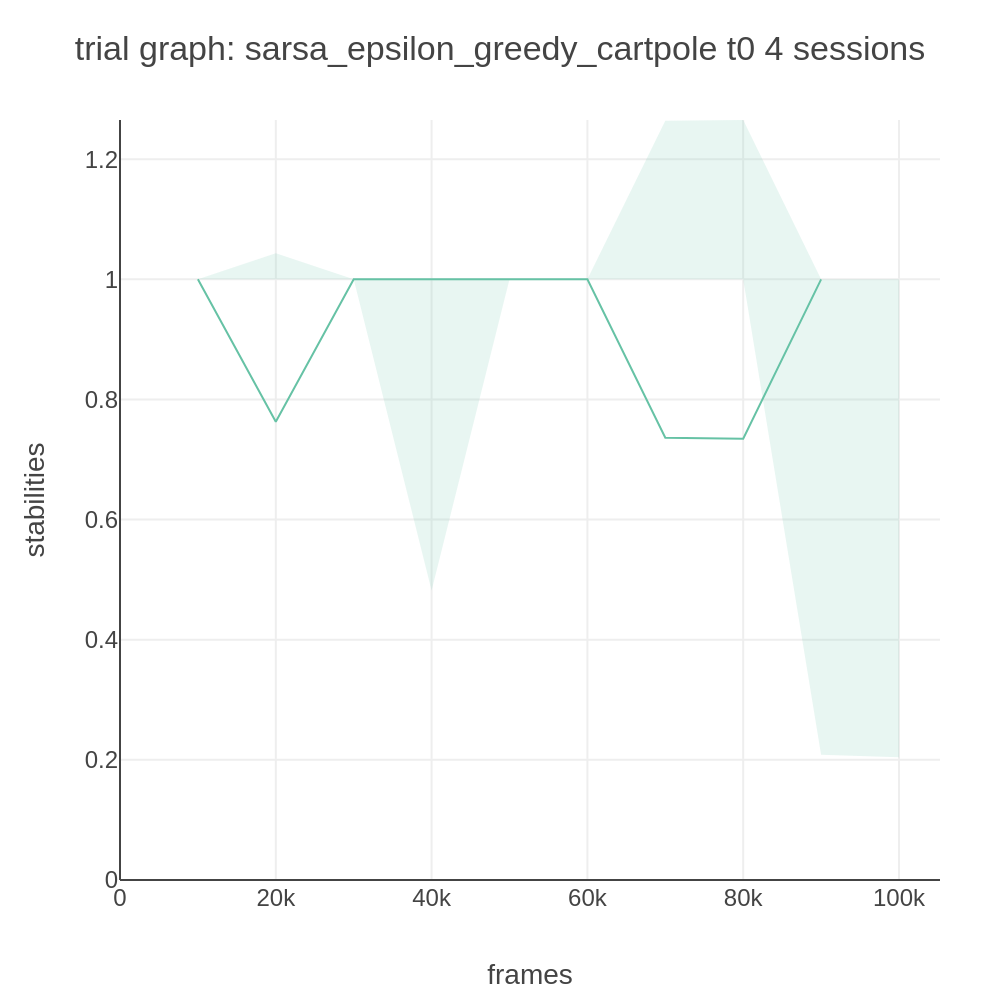 trial graph: sarsa_epsilon_greedy_cartpole t0 4 sessions
1.2
1
0.8
0.6
0.4
0.2
0
stabilities
0
20k
40k
60k
80k
100k
frames